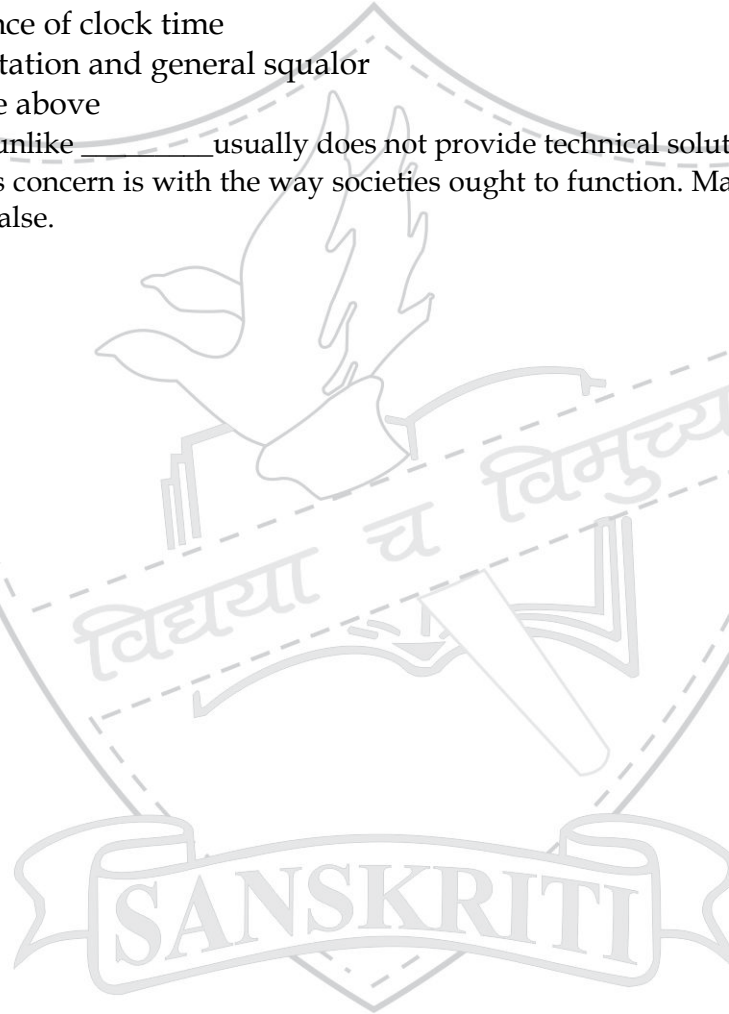 nce of clock time
tation and general squalor
e above
unlike _________usually does not provide technical solut
s concern is with the way societies ought to function. Ma
alse.
विद्यया च विमुच्य
SANSKRITI